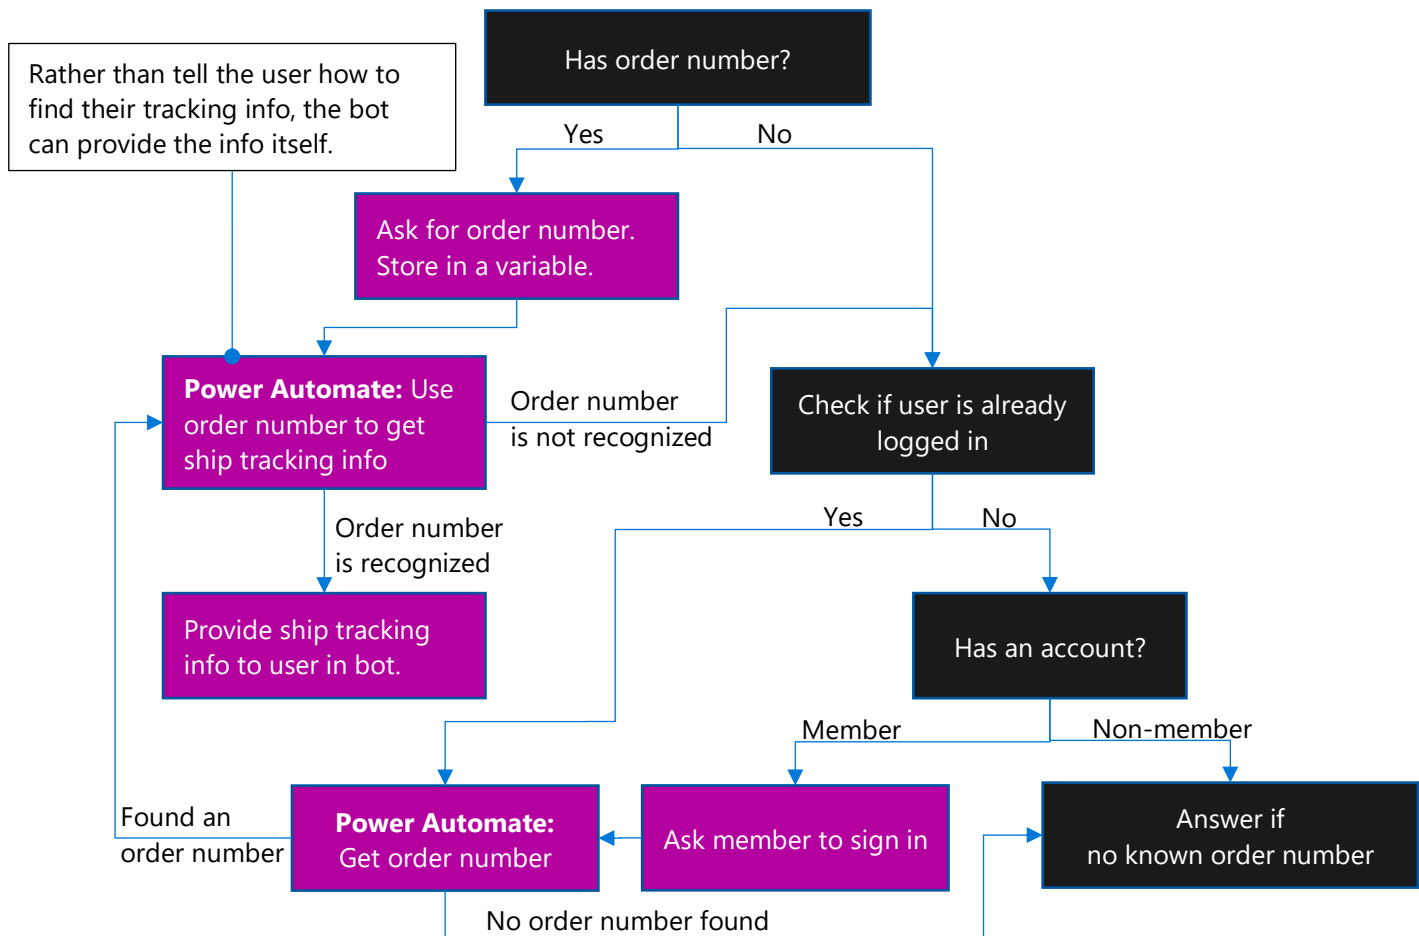 Has order number?
Rather than tell the user how to
find their tracking info, the bot
can provide the info itself.
Yes
No
Ask for order number.
Store in a variable.
Power Automate: Use
order number to get
ship tracking info
Order number
is not recognized
Check if user is already
logged in
Order number
is recognized
Yes
No
Provide ship tracking
info to user in bot.
Has an account?
Member
Non-member
Found an
order number
Power Automate:
Get order number
Ask member to sign in
Answer if
no known order number
No order number found